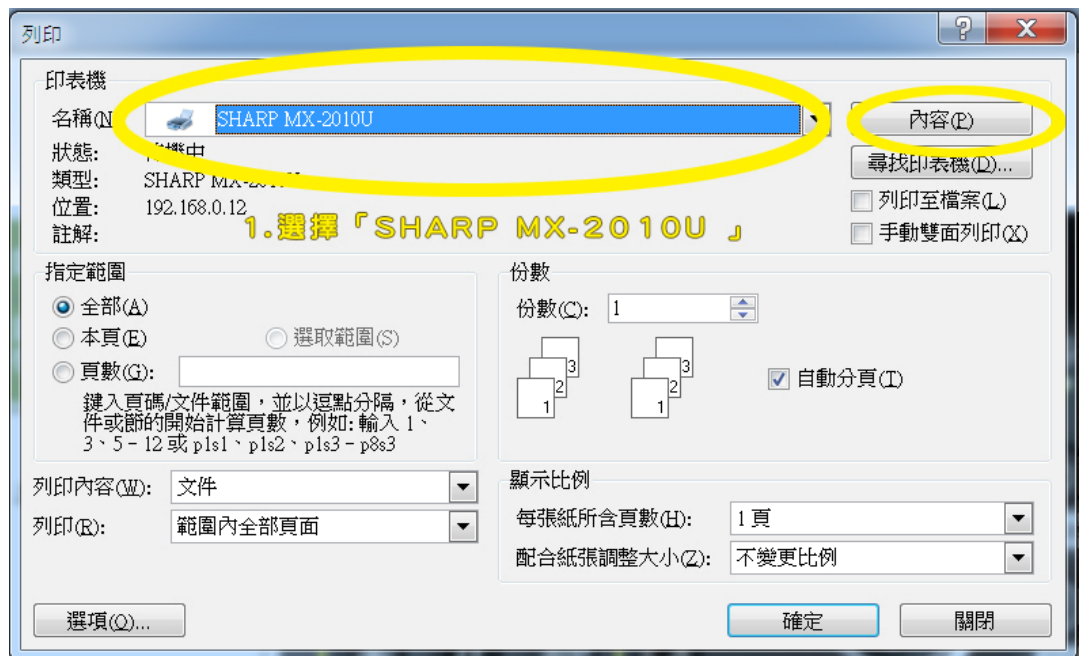 列印
印表機
名稱(N
SHARP MX-2010U
內容(P)
狀態:
機中
尋找印表機(D)...
類型:
SHARP MX-2010U
位置:
192.168.0.12
列印至檔案(L)
註解:
1.選擇「SHARP MX-2010U 」
手動雙面列印(X)
指定範圍
全部(A)
本頁(E)
選取範圍(S)
頁數(G):
鍵入頁碼/文件範圍，並以逗點分隔，從文
件或節的開始計算頁數，例如: 輸入 1、
3、5－12 或 p1s1、p1s2、p1s3－p8s3
份數
份數(C):
1
3
2
1
3
2
1
自動分頁(T)
列印內容(W):
文件
列印(R):
範圍內全部頁面
顯示比例
每張紙所含頁數(H):
1 頁
配合紙張調整大小(Z):
不變更比例
選項(O)...
確定
關閉